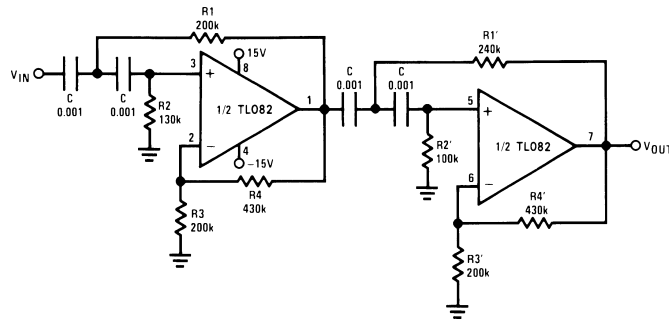 R1
200k
15V
8
V_IN
C
0.001
C
0.001
R2
130k
3
+
2
−
1/2 TL082
1
4
−15V
R4
430k
R3
200k
C
0.001
C
0.001
R1'
240k
R2'
100k
5
+
6
−
1/2 TL082
7
V_OUT
R4'
430k
R3'
200k